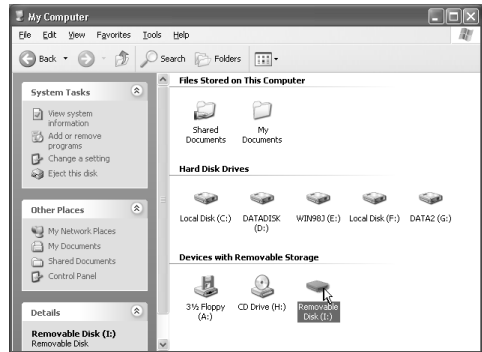 My Computer
File Edit View Favorites Tools Help
Back Search Folders
System Tasks
View system
information
Add or remove
programs
Change a setting
Eject this disk
Other Places
My Network Places
My Documents
Shared Documents
Control Panel
Details
Removable Disk (I:)
Removable Disk
Files Stored on This Computer
Shared
Documents
My
Documents
Hard Disk Drives
Local Disk (C:)
DATADISK
(D:)
WIN98J (E:)
Local Disk (F:)
DATA2 (G:)
Devices with Removable Storage
3½ Floppy
(A:)
CD Drive (H:)
Removable
Disk (I:)